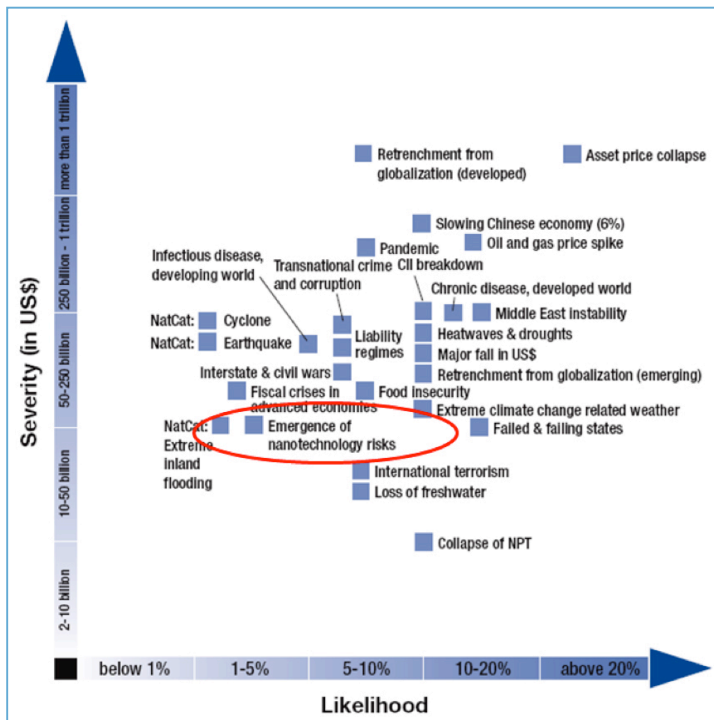 Severity (in US$)
more than 1 trillion
250 billion - 1 trillion
50-250 billion
10-50 billion
2-10 billion
Retrenchment from
globalization (developed)
Asset price collapse
Slowing Chinese economy (6%)
Pandemic
Oil and gas price spike
Infectious disease,
developing world
Transnational crime
and corruption
CII breakdown
Chronic disease, developed world
NatCat:
Cyclone
Middle East instability
NatCat:
Earthquake
Liability
regimes
Heatwaves & droughts
Major fall in US$
Interstate & civil wars
Retrenchment from globalization (emerging)
Fiscal crises in
advanced economies
Food insecurity
Extreme climate change related weather
NatCat:
Extreme
inland
flooding
Emergence of
nanotechnology risks
Failed & failing states
International terrorism
Loss of freshwater
Collapse of NPT
below 1%
1-5%
5-10%
10-20%
above 20%
Likelihood